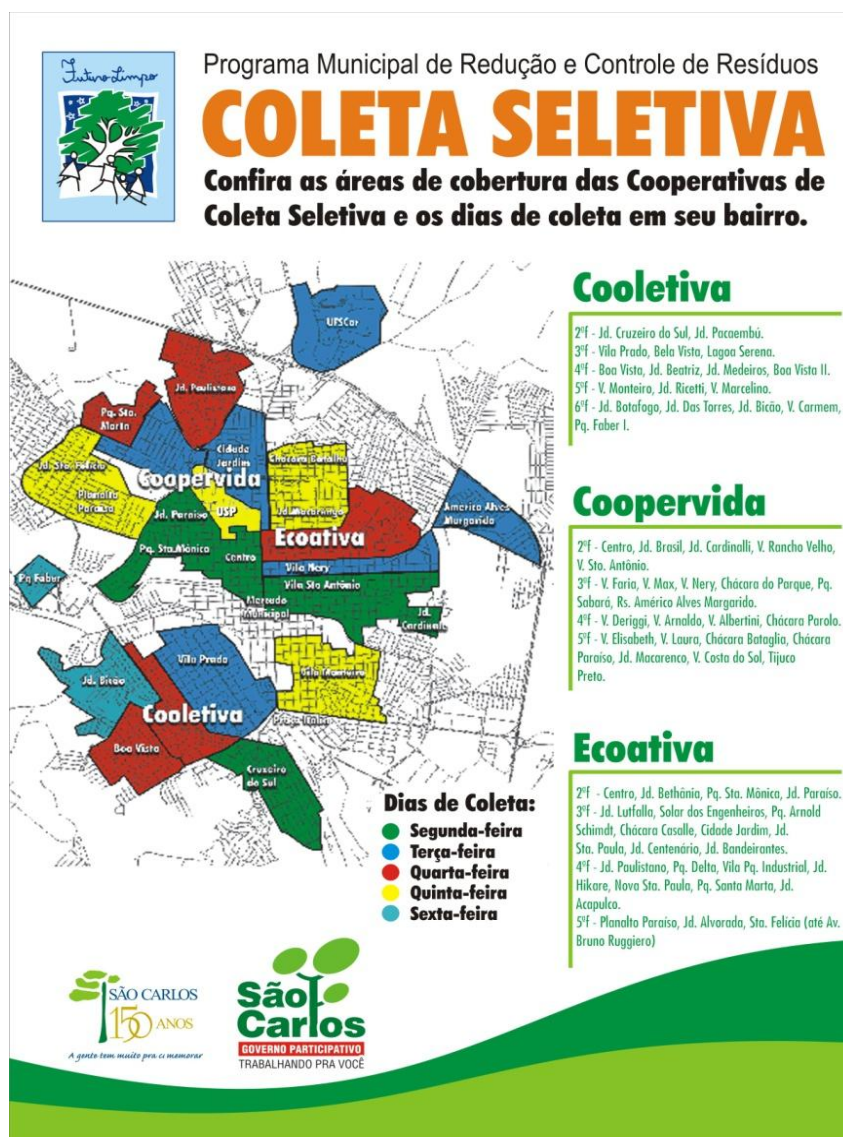 Futuro Limpo
Programa Municipal de Redução e Controle de Resíduos
COLETA SELETIVA
Confira as áreas de cobertura das Cooperativas de
Coleta Seletiva e os dias de coleta em seu bairro.
UFSCar
Jd. Paulistano
Pq. Sta.
Marta
Cidade
Jardim
Chácara Bataglia
Jd. Sta. Felícia
Coopervida
Planalto
Paraíso
USP
Jd. Macarengo
Américo Alves
Margarida
Jd. Paraíso
Ecoativa
Pq. Sta. Mônica
Centro
Vila Nery
Pq Faber
Vila Sto Antônio
Mercado
Municipal
Jd.
Cardinale
Vila Prado
Jd. Bicão
Vila Monteiro
Cooletiva
Praça Itália
Boa Vista
Cruzeiro
do Sul
Dias de Coleta:
Segunda-feira
Terça-feira
Quarta-feira
Quinta-feira
Sexta-feira
Cooletiva
2ªf - Jd. Cruzeiro do Sul, Jd. Pacaembú.
3ªf - Vila Prado, Bela Vista, Lagoa Serena.
4ªf - Boa Vista, Jd. Beatriz, Jd. Medeiros, Boa Vista II.
5ªf - V. Monteiro, Jd. Ricetti, V. Marcelino.
6ªf - Jd. Botafogo, Jd. Das Torres, Jd. Bicão, V. Carmem,
Pq. Faber I.
Coopervida
2ªf - Centro, Jd. Brasil, Jd. Cardinalli, V. Rancho Velho,
V. Sto. Antônio.
3ªf - V. Faria, V. Max, V. Nery, Chácara do Parque, Pq.
Sabará, Rs. Américo Alves Margarido.
4ªf - V. Deriggi, V. Arnaldo, V. Albertini, Chácara Parolo.
5ªf - V. Elisabeth, V. Laura, Chácara Bataglia, Chácara
Paraíso, Jd. Macarenco, V. Costa do Sol, Tijuco
Preto.
Ecoativa
2ªf - Centro, Jd. Bethânia, Pq. Sta. Mônica, Jd. Paraíso.
3ªf - Jd. Lutfalla, Solar dos Engenheiros, Pq. Arnold
Schimdt, Chácara Casalle, Cidade Jardim, Jd.
Sta. Paula, Jd. Centenário, Jd. Bandeirantes.
4ªf - Jd. Paulistano, Pq. Delta, Vila Pq. Industrial, Jd.
Hikare, Nova Sta. Paula, Pq. Santa Marta, Jd.
Acapulco.
5ªf - Planalto Paraíso, Jd. Alvorada, Sta. Felícia (até Av.
Bruno Ruggiero)
SÃO CARLOS
150 ANOS
A gente tem muito pra comemorar
São
Carlos
GOVERNO PARTICIPATIVO
TRABALHANDO PRA VOCÊ